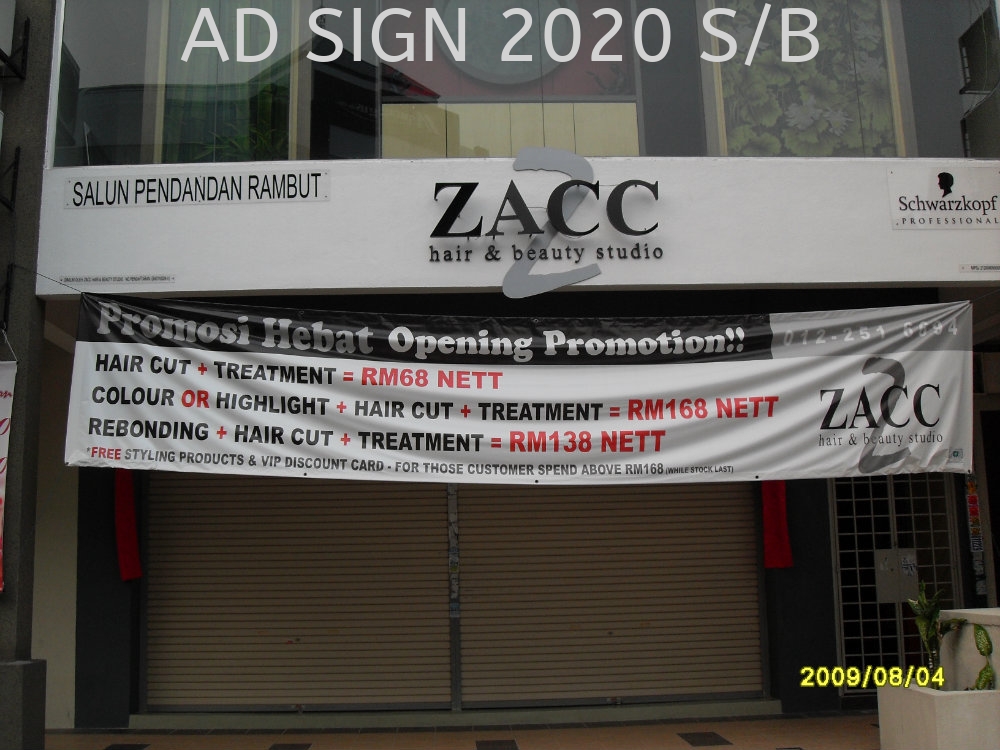 AD SIGN 2020 S/B
SALUN PENDANDAN RAMBUT
ZACC
hair & beauty studio
Schwarzkopf
PROFESSIONAL
Promosi Hebat Opening Promotion!!
HAIR CUT + TREATMENT = RM68 NETT
COLOUR OR HIGHLIGHT + HAIR CUT + TREATMENT = RM168 NETT
REBONDING + HAIR CUT + TREATMENT = RM138 NETT
*FREE STYLING PRODUCTS & VIP DISCOUNT CARD - FOR THOSE CUSTOMER SPEND ABOVE RM168 (WHILE STOCK LAST)
ZACC
hair & beauty studio
2009/08/04